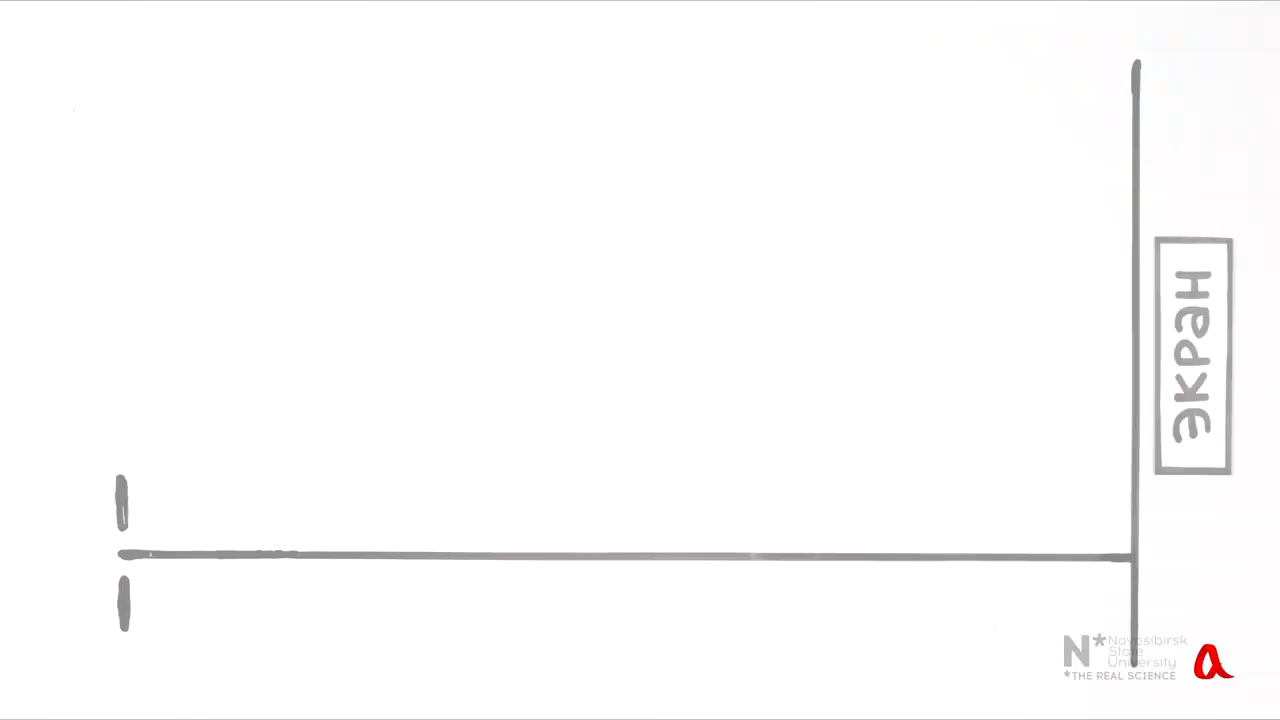 экран
N* Novosibirsk
State
University
*THE REAL SCIENCE
a